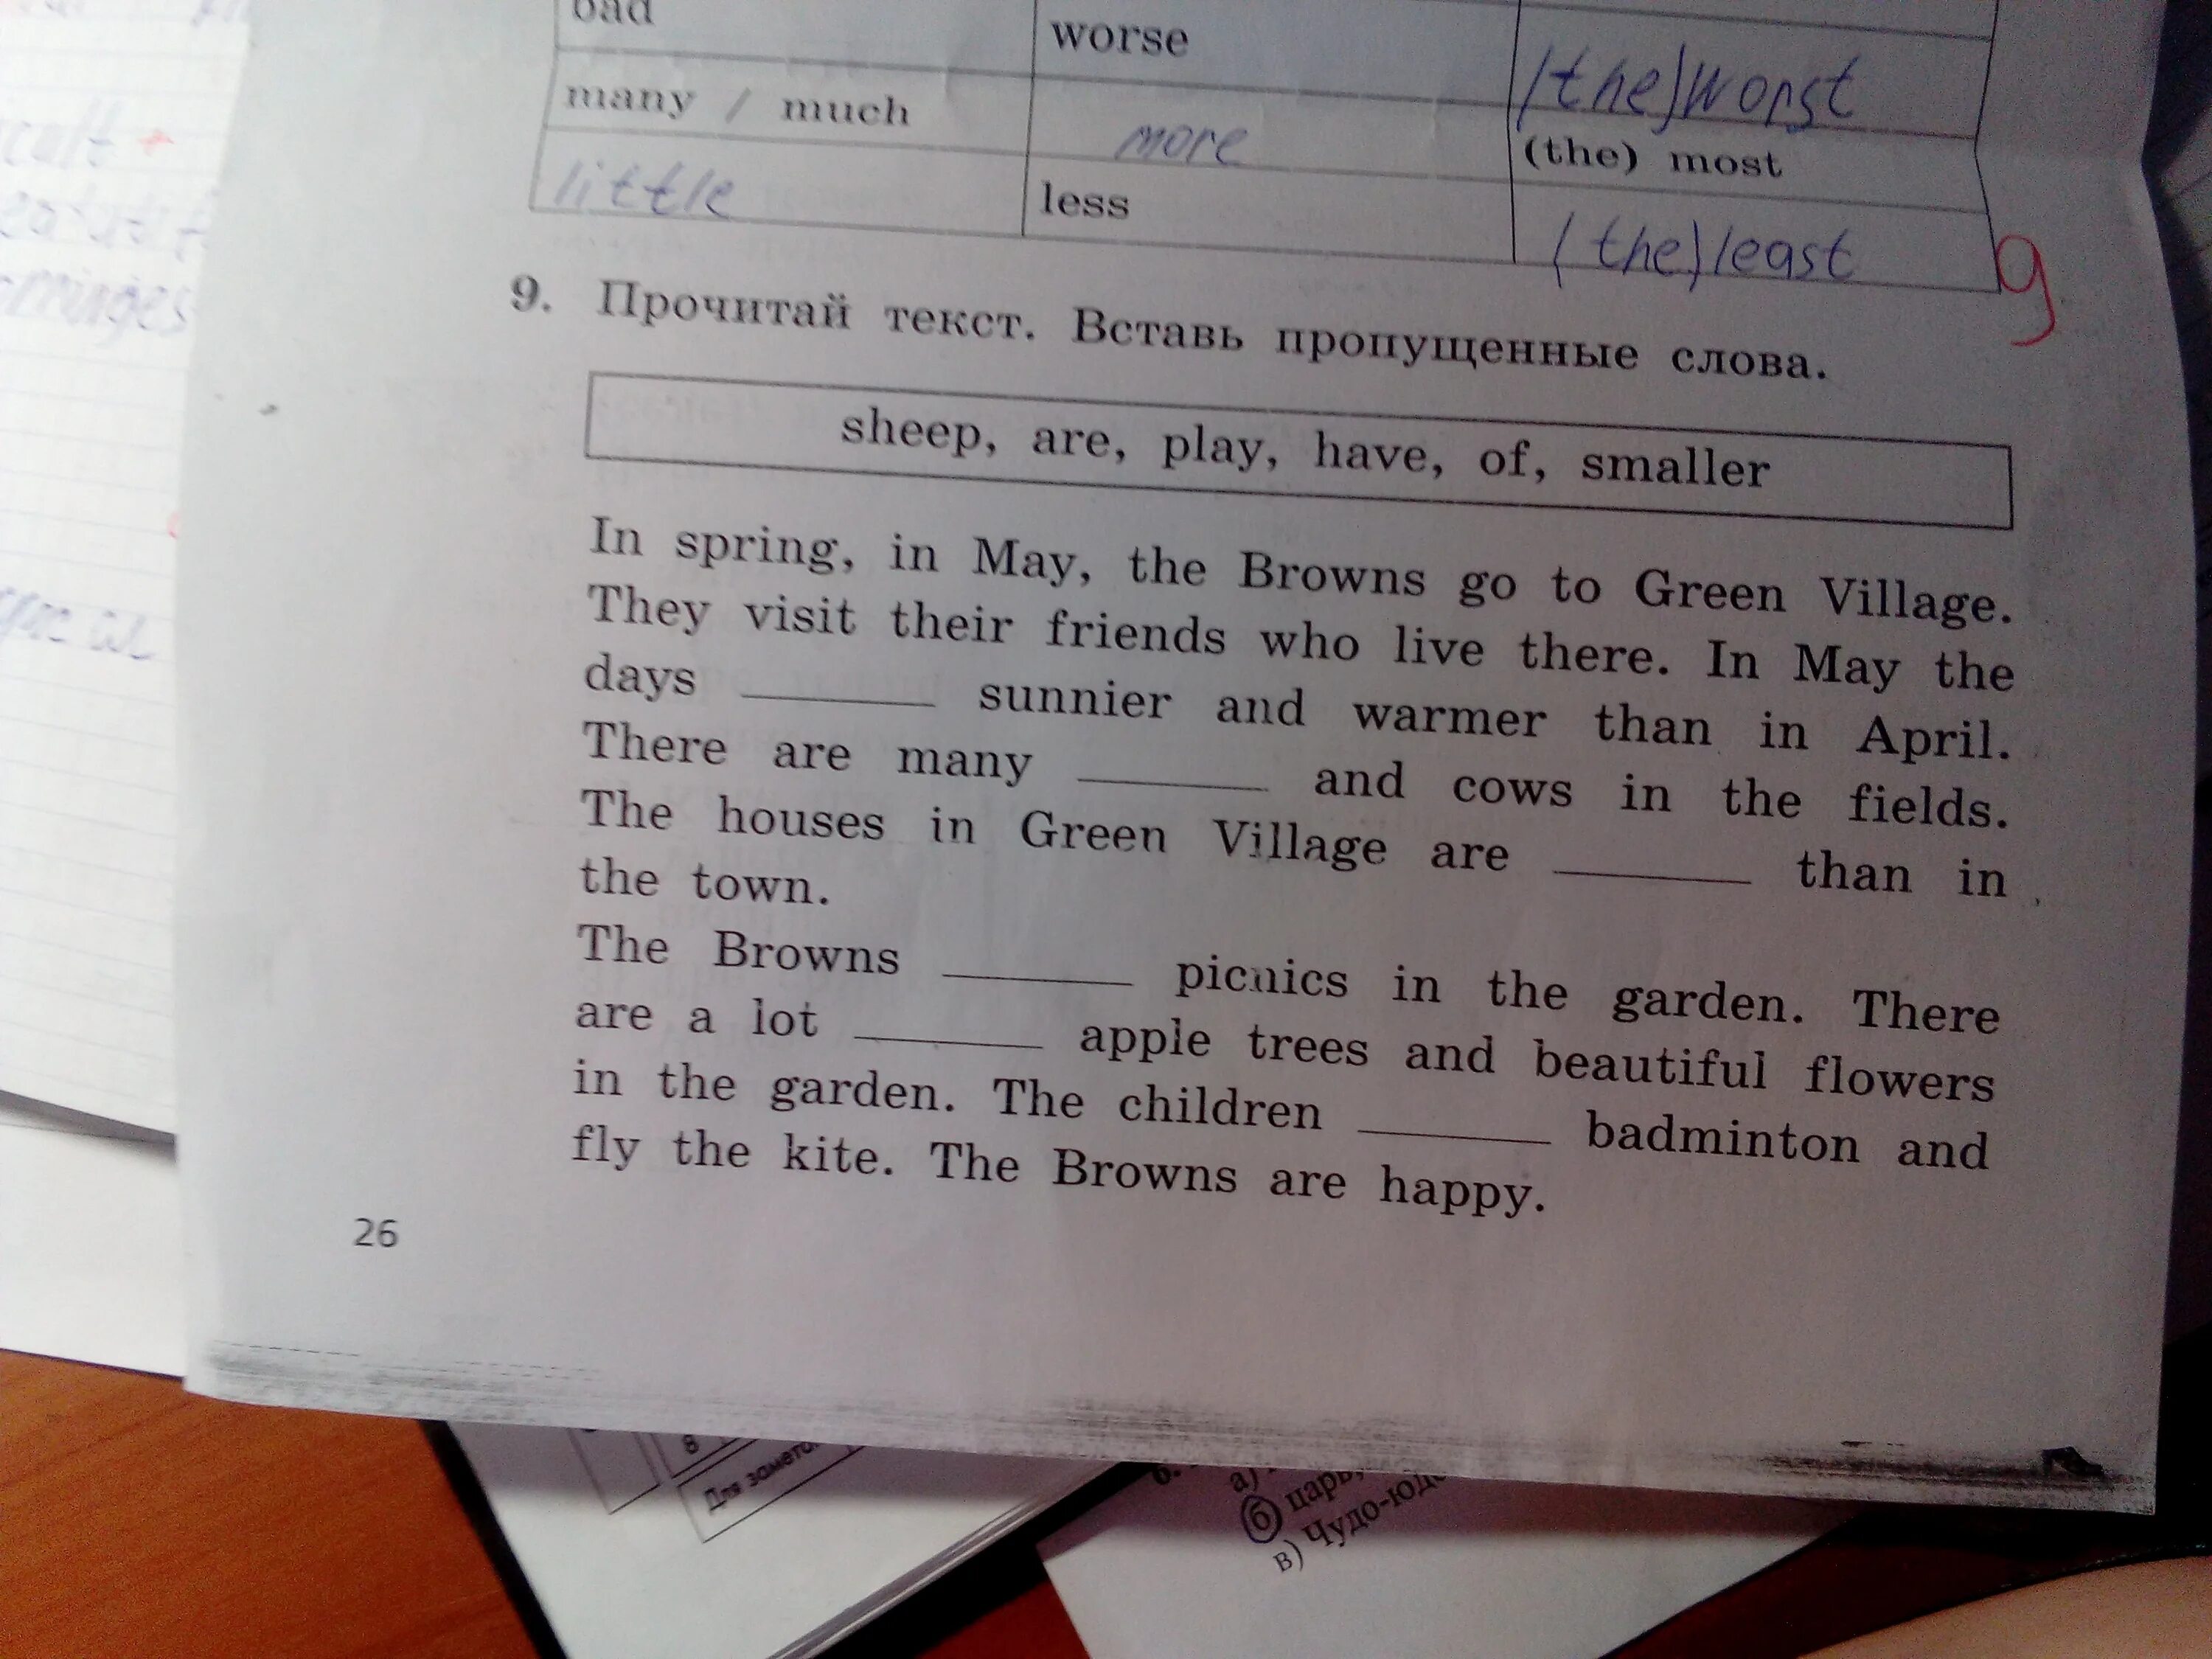 bad worse (the) worst
many / much more (the) most
little less (the) least
9
9. Прочитай текст. Вставь пропущенные слова.
sheep, are, play, have, of, smaller
In spring, in May, the Browns go to Green Village.
They visit their friends who live there. In May the
days ________ sunnier and warmer than in April.
There are many ________ and cows in the fields.
The houses in Green Village are ________ than in
the town.
The Browns ________ picnics in the garden. There
are a lot ________ apple trees and beautiful flowers
in the garden. The children ________ badminton and
fly the kite. The Browns are happy.
26
8
а)
б) царь,
в)